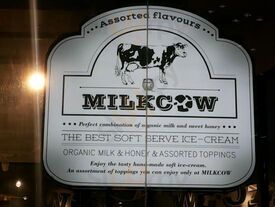 Assorted flavours
MILKCOW
Perfect combination of organic milk and sweet honey
THE BEST SOFT SERVE ICE-CREAM
ORGANIC MILK & HONEY & ASSORTED TOPPINGS
Enjoy the tasty handmade soft ice-cream.
An assortment of toppings you can enjoy only at MILKCOW